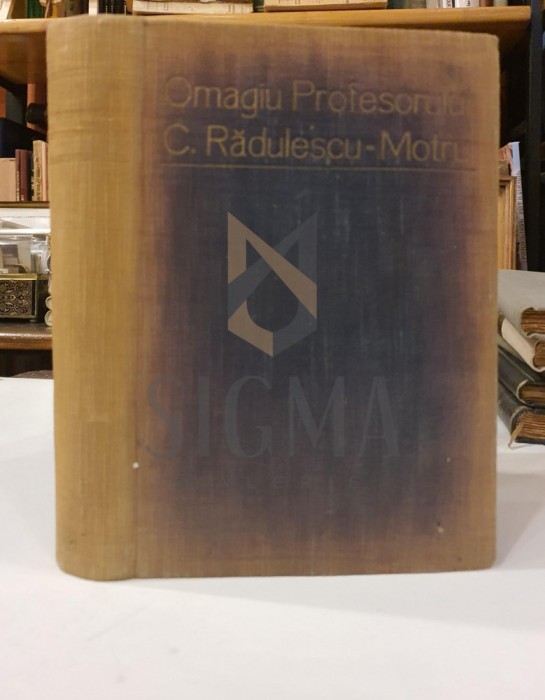 Omagiu Profesorului
C. Rădulescu-Motru
SIGMA